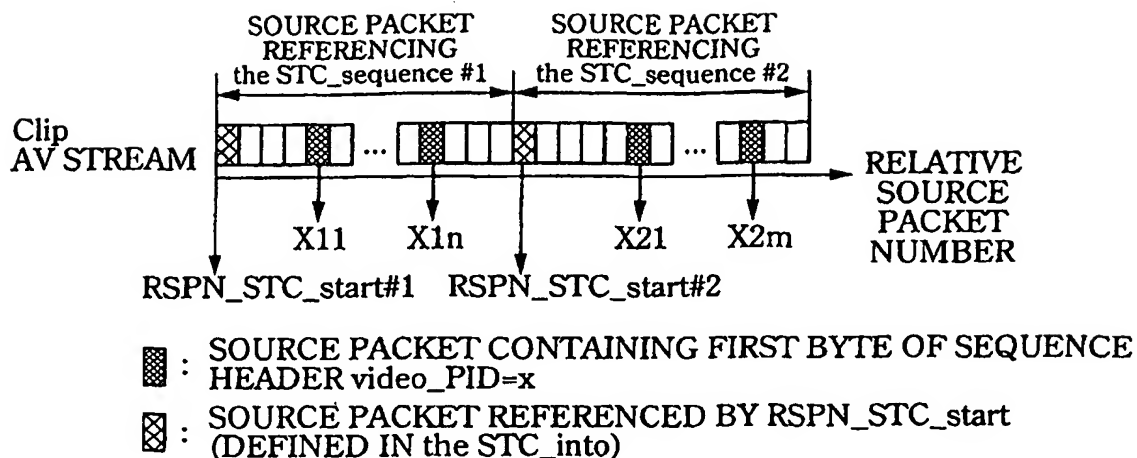 SOURCE PACKET
REFERENCING
the STC_sequence #1
SOURCE PACKET
REFERENCING
the STC_sequence #2
Clip
AV STREAM
...
...
RELATIVE
SOURCE
PACKET
NUMBER
X11
X1n
X21
X2m
RSPN_STC_start#1
RSPN_STC_start#2
: SOURCE PACKET CONTAINING FIRST BYTE OF SEQUENCE
HEADER video_PID=x
: SOURCE PACKET REFERENCED BY RSPN_STC_start
(DEFINED IN the STC_into)